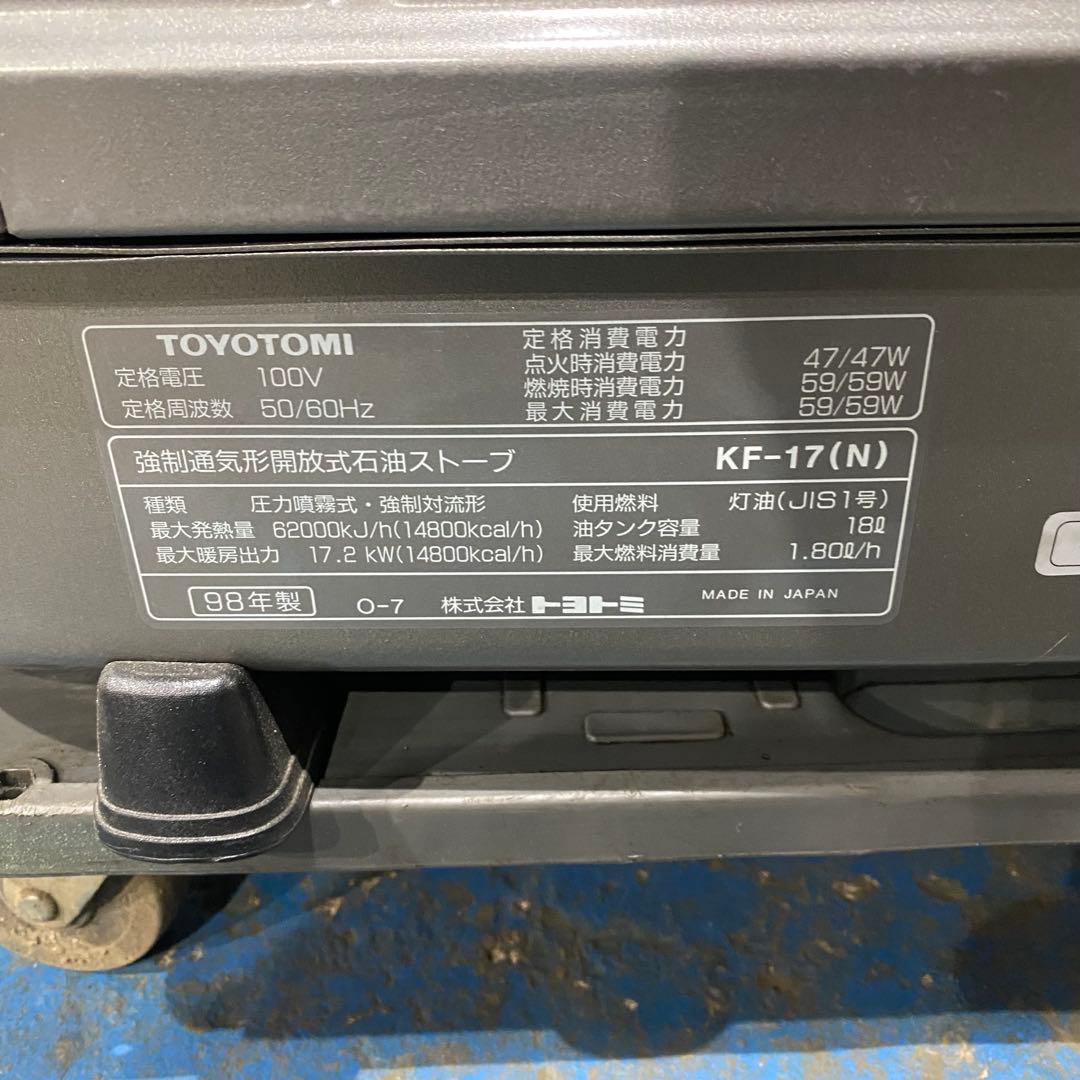 TOYOTOMI
定格電圧 100V
定格周波数 50/60Hz
定格消費電力
点火時消費電力 47/47W
燃焼時消費電力 59/59W
最大消費電力 59/59W
強制通気形開放式石油ストーブ KF-17(N)
種類 圧力噴霧式・強制対流形 使用燃料 灯油(JIS1号)
最大発熱量 62000kJ/h(14800kcal/h) 油タンク容量 18ℓ
最大暖房出力 17.2 kW(14800kcal/h) 最大燃料消費量 1.80ℓ/h
98年製 O-7 株式会社 トヨトミ MADE IN JAPAN